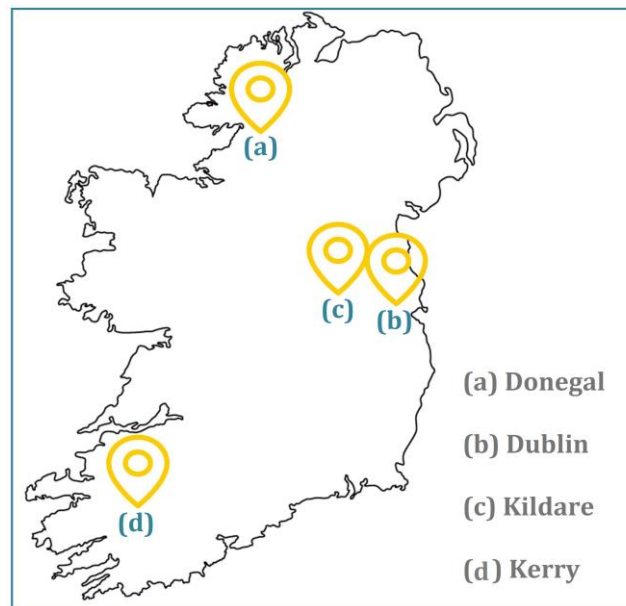 (a)
(c)
(b)
(d)
(a) Donegal
(b) Dublin
(c) Kildare
(d) Kerry